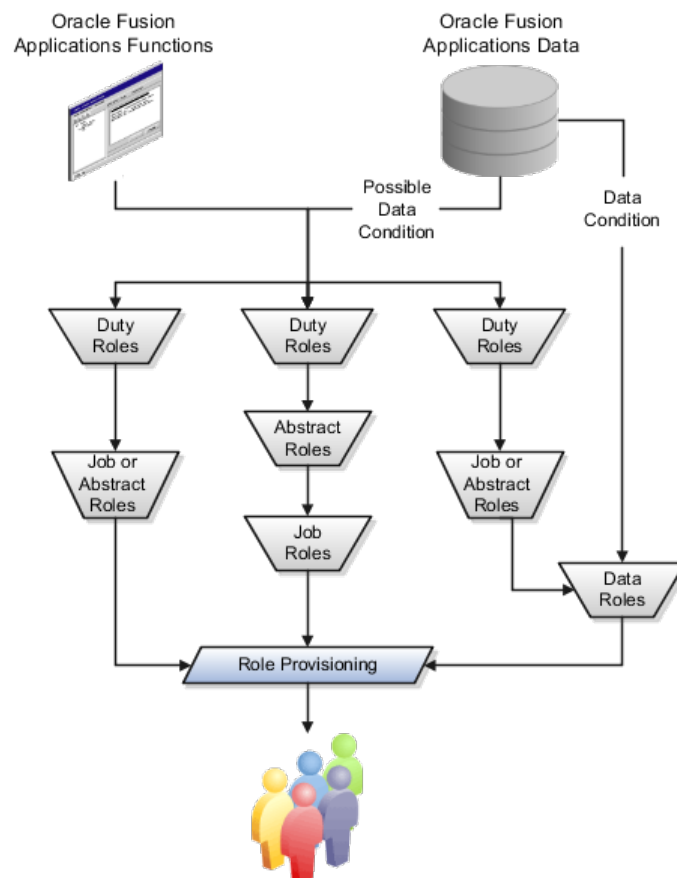 Oracle Fusion
Applications Functions
Oracle Fusion
Applications Data
Possible
Data
Condition
Data
Condition
Duty
Roles
Duty
Roles
Duty
Roles
Abstract
Roles
Job or
Abstract
Roles
Job or
Abstract
Roles
Job
Roles
Data
Roles
Role Provisioning